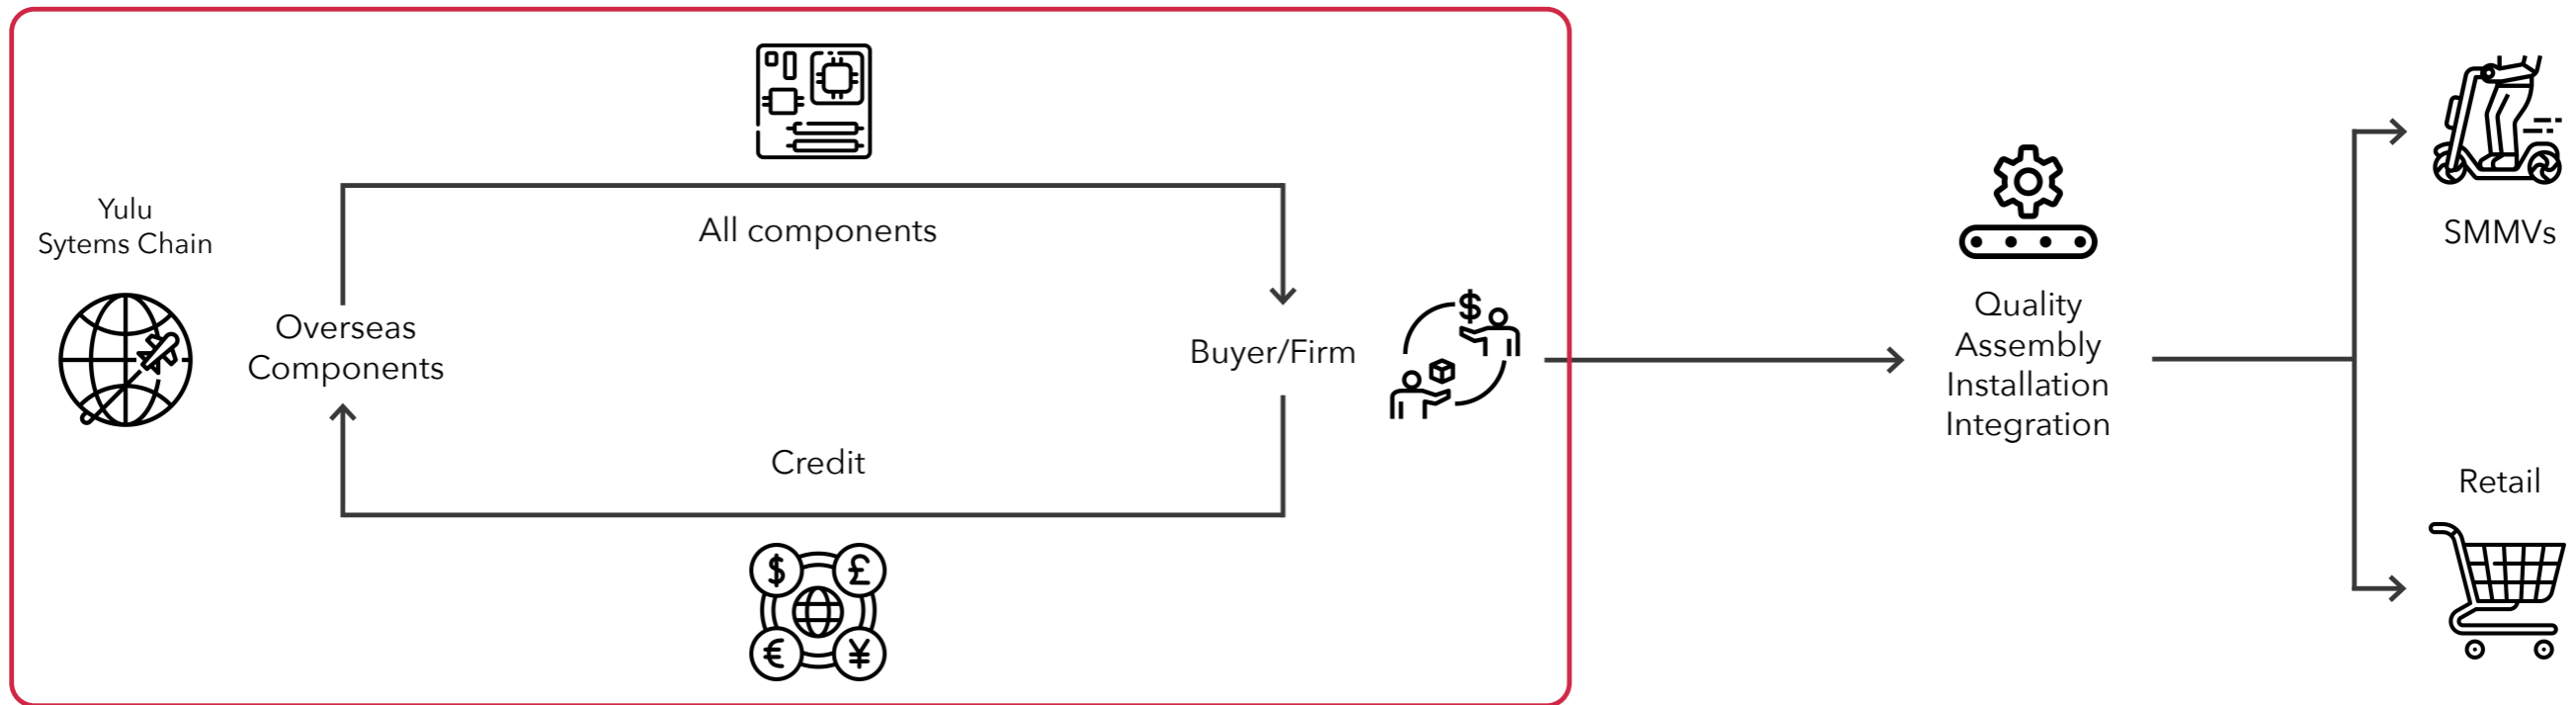 Yulu
Sytems Chain
Overseas
Components
All components
Credit
$
£
€
¥
Buyer/Firm
$
Quality
Assembly
Installation
Integration
SMMVs
Retail